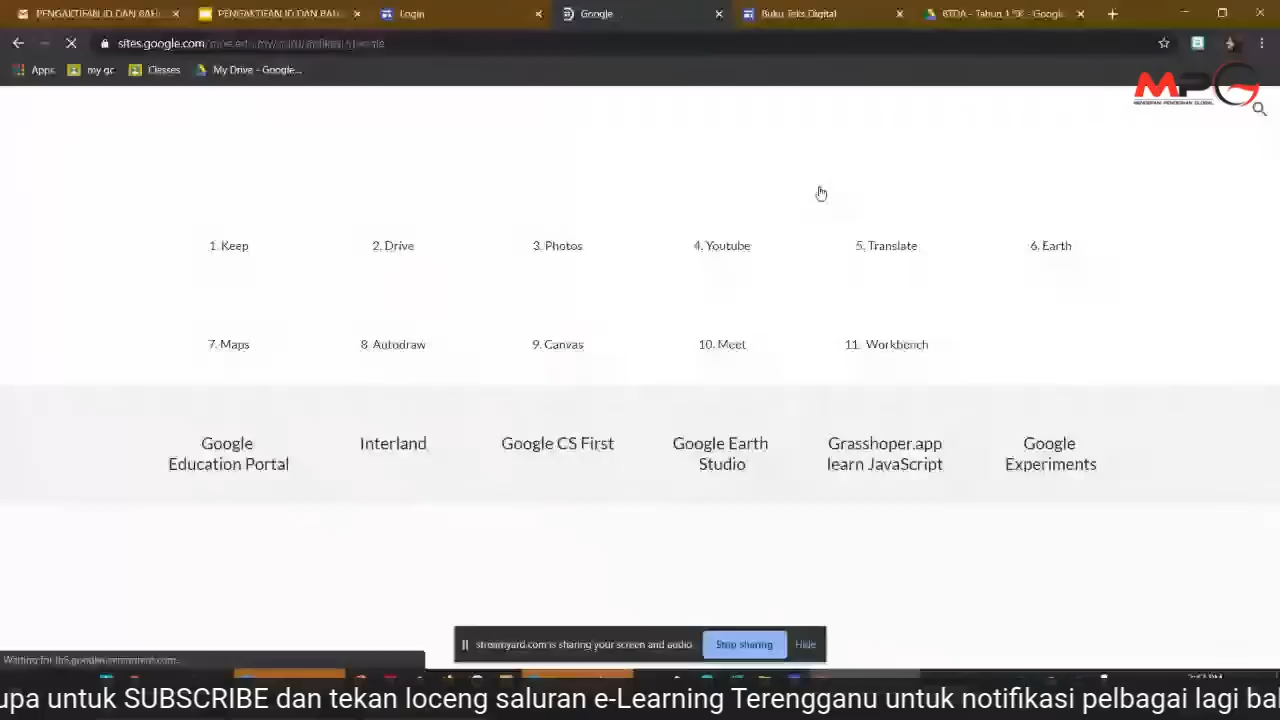 PENGAKTIFAN ID DAN BAH
PENGAKTIFAN ID DAN BAH
Login
Google
Buku Teks Digital
sites.google.com
Apps
my gc
Classes
My Drive - Google...
MPG
MENDEPANI PENDIDIKAN GLOBAL
1. Keep
2. Drive
3. Photos
4. Youtube
5. Translate
6. Earth
7. Maps
8 Autodraw
9. Canvas
10. Meet
11. Workbench
Google
Education Portal
Interland
Google CS First
Google Earth
Studio
Grasshoper.app
learn JavaScript
Google
Experiments
streamyard.com is sharing your screen and audio
Stop sharing
Hide
upa untuk SUBSCRIBE dan tekan loceng saluran e-Learning Terengganu untuk notifikasi pelbagai lagi bal